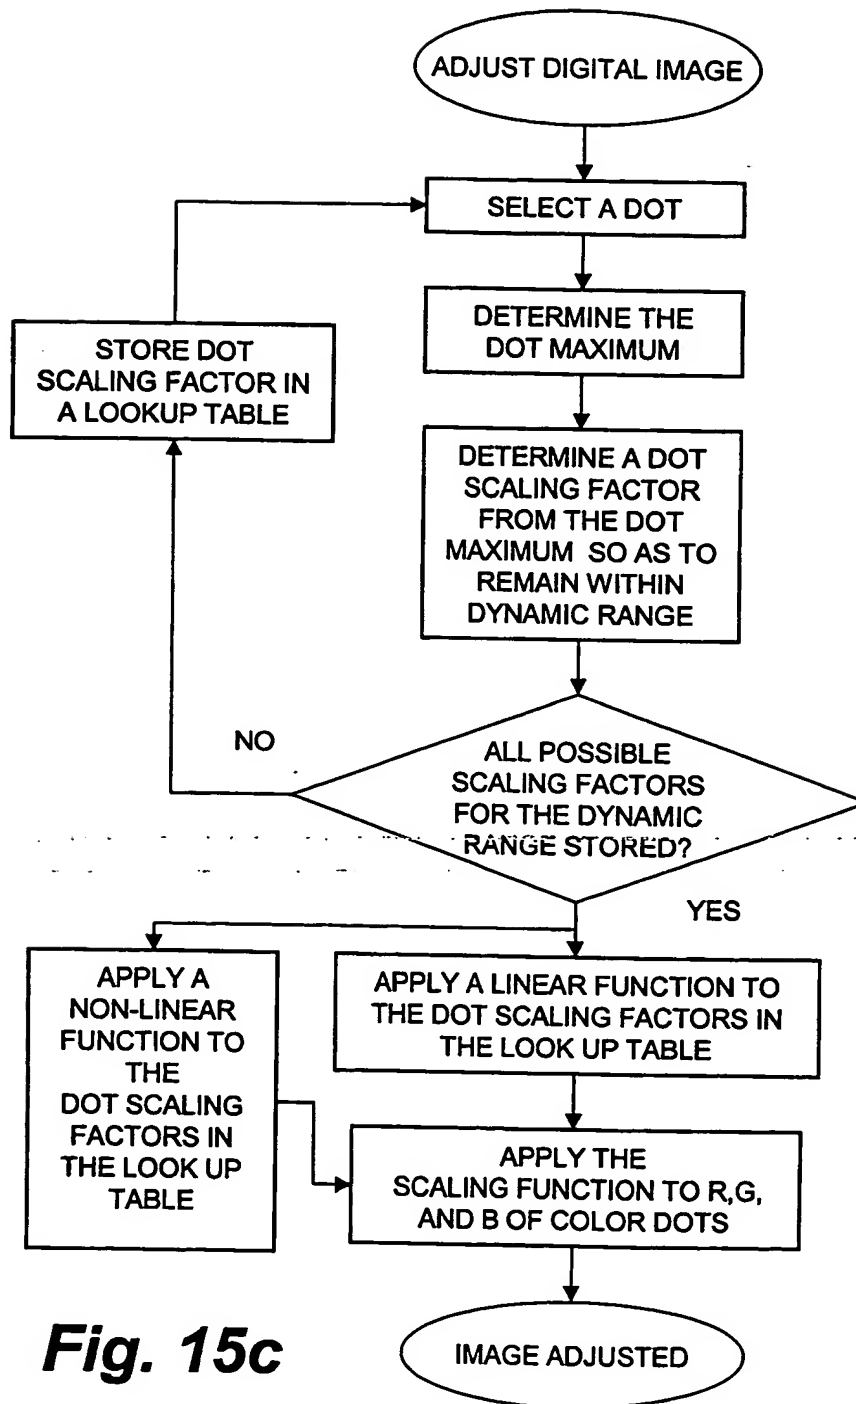 ADJUST DIGITAL IMAGE
SELECT A DOT
DETERMINE THE
DOT MAXIMUM
STORE DOT
SCALING FACTOR IN
A LOOKUP TABLE
DETERMINE A DOT
SCALING FACTOR
FROM THE DOT
MAXIMUM SO AS TO
REMAIN WITHIN
DYNAMIC RANGE
NO
ALL POSSIBLE
SCALING FACTORS
FOR THE DYNAMIC
RANGE STORED?
YES
APPLY A
NON-LINEAR
FUNCTION TO
THE
DOT SCALING
FACTORS IN
THE LOOK UP
TABLE
APPLY A LINEAR FUNCTION TO
THE DOT SCALING FACTORS IN
THE LOOK UP TABLE
APPLY THE
SCALING FUNCTION TO R,G,
AND B OF COLOR DOTS
IMAGE ADJUSTED
Fig. 15c